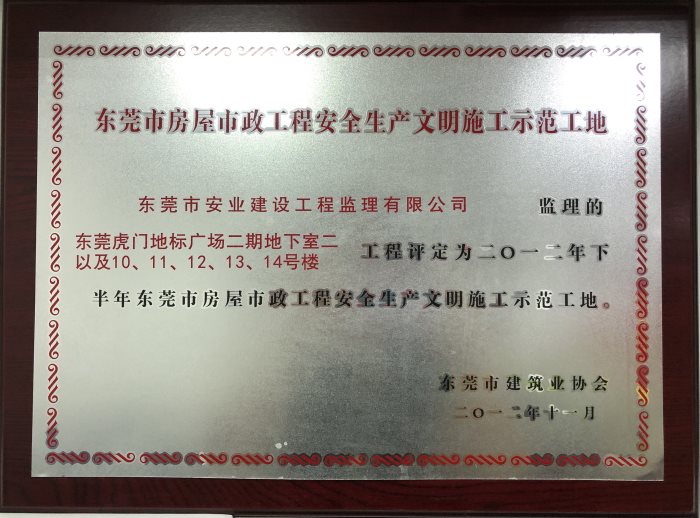 东莞市房屋市政工程安全生产文明施工示范工地
东莞市安业建设工程监理有限公司 监理的
东莞虎门地标广场二期地下室二
以及10、11、12、13、14号楼 工程评定为二〇一二年下
半年东莞市房屋市政工程安全生产文明施工示范工地。
东莞市建筑业协会
二〇一二年十一月